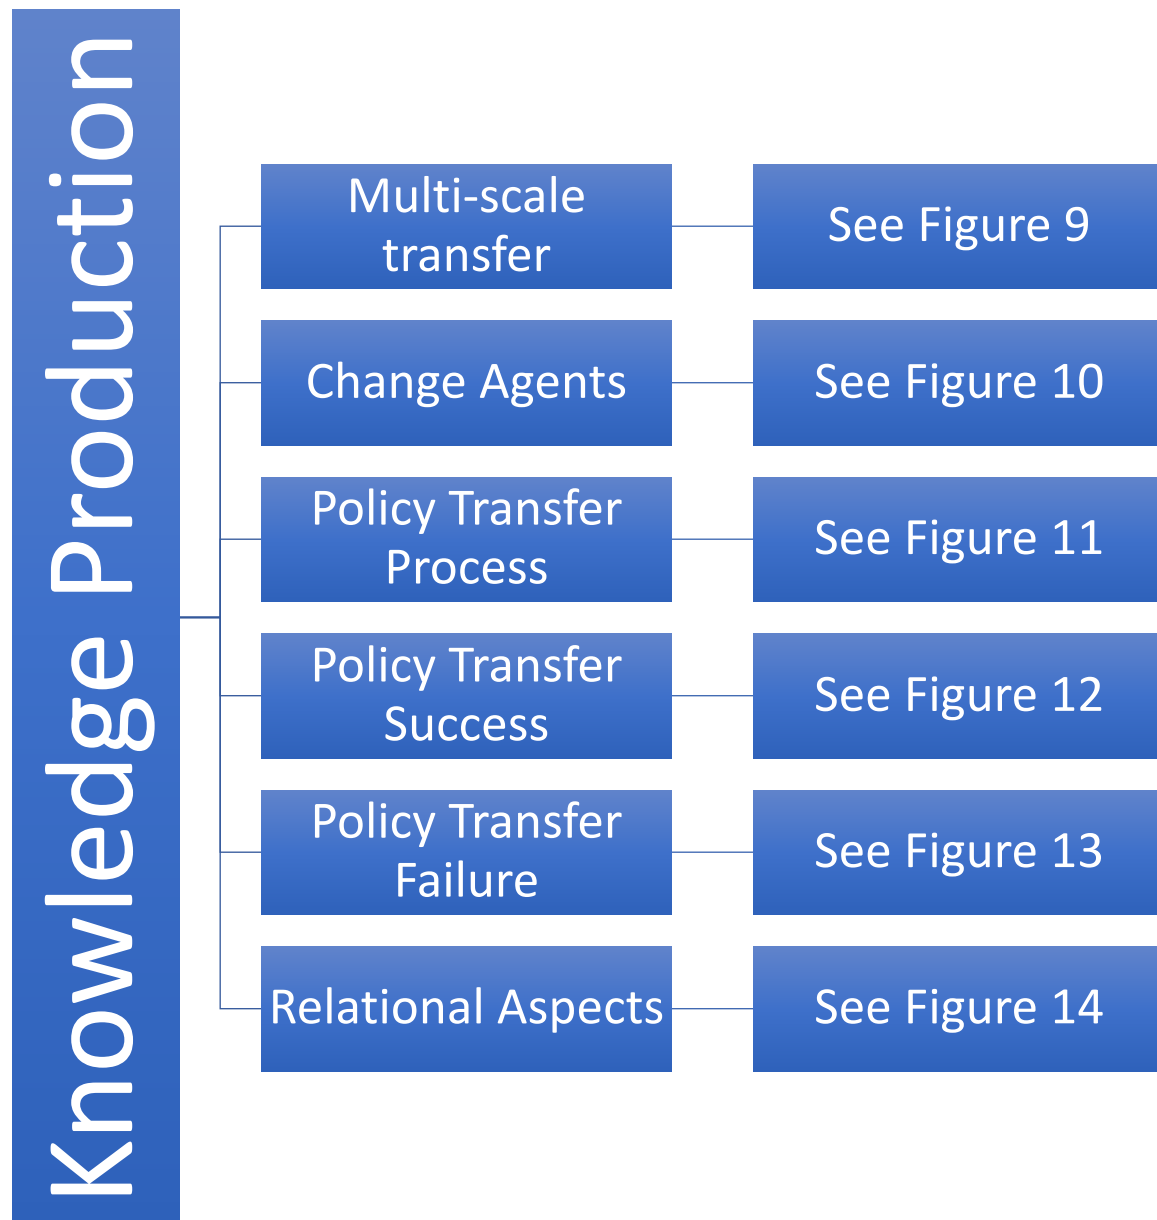 Knowledge Production
Multi-scale
transfer
See Figure 9
Change Agents
See Figure 10
Policy Transfer
Process
See Figure 11
Policy Transfer
Success
See Figure 12
Policy Transfer
Failure
See Figure 13
Relational Aspects
See Figure 14